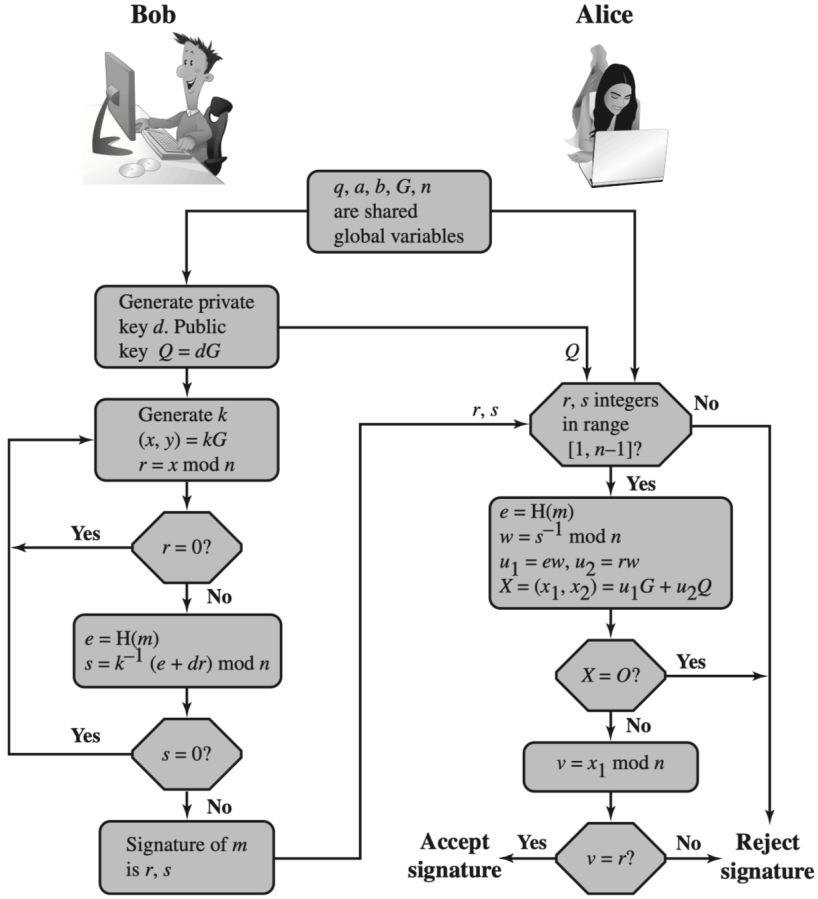 Bob
Alice
q, a, b, G, n
are shared
global variables
Generate private
key d. Public
key Q = dG
Q
Generate k
(x, y) = kG
r = x mod n
r, s
r, s integers
in range
[1, n–1]?
No
Yes
Yes
r = 0?
No
e = H(m)
w = s⁻¹ mod n
u₁ = ew, u₂ = rw
X = (x₁, x₂) = u₁G + u₂Q
e = H(m)
s = k⁻¹ (e + dr) mod n
X = O?
Yes
No
Yes
s = 0?
No
v = x₁ mod n
Signature of m
is r, s
Accept
signature
Yes
v = r?
No
Reject
signature